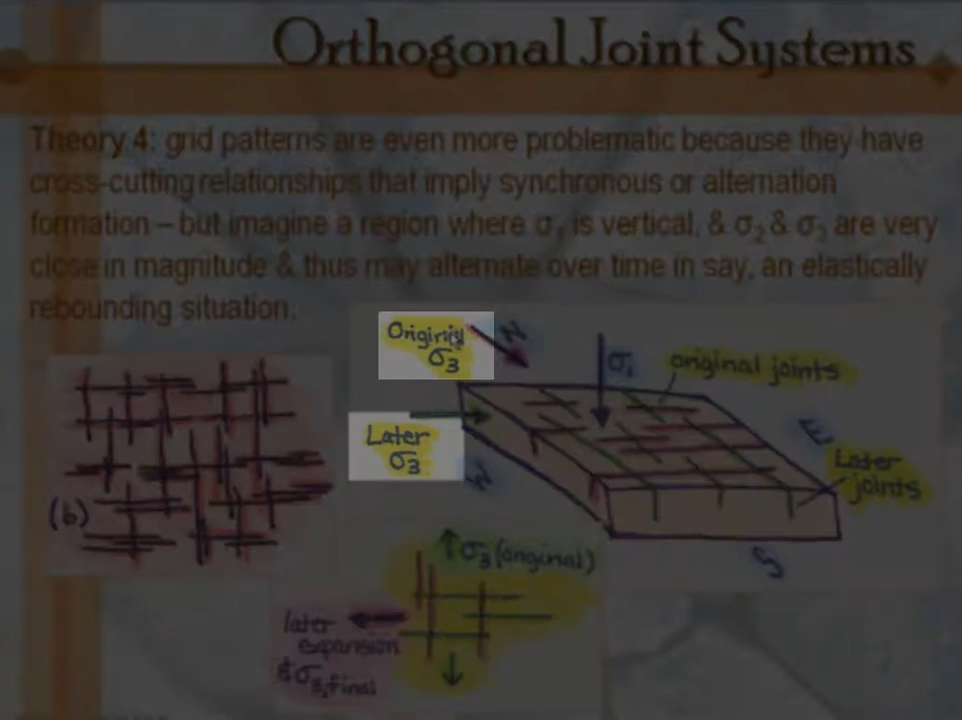 Orthogonal Joint Systems
Theory 4: grid patterns are even more problematic because they have
cross-cutting relationships that imply synchronous or alternation
formation – but imagine a region where σ₁ is vertical, & σ₂ & σ₃ are very
close in magnitude & thus may alternate over time in say, an elastically
rebounding situation.
Original
σ3
N
σ1
original joints
E
Later
σ3
W
Later
joints
(b)
S
σ3 (original)
later
expansion
& σ3, final